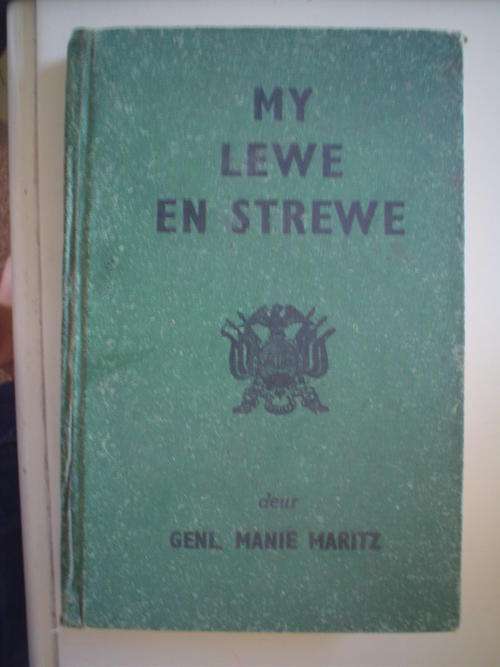 MY
LEWE
EN STREWE
deur
GENL. MANIE MARITZ